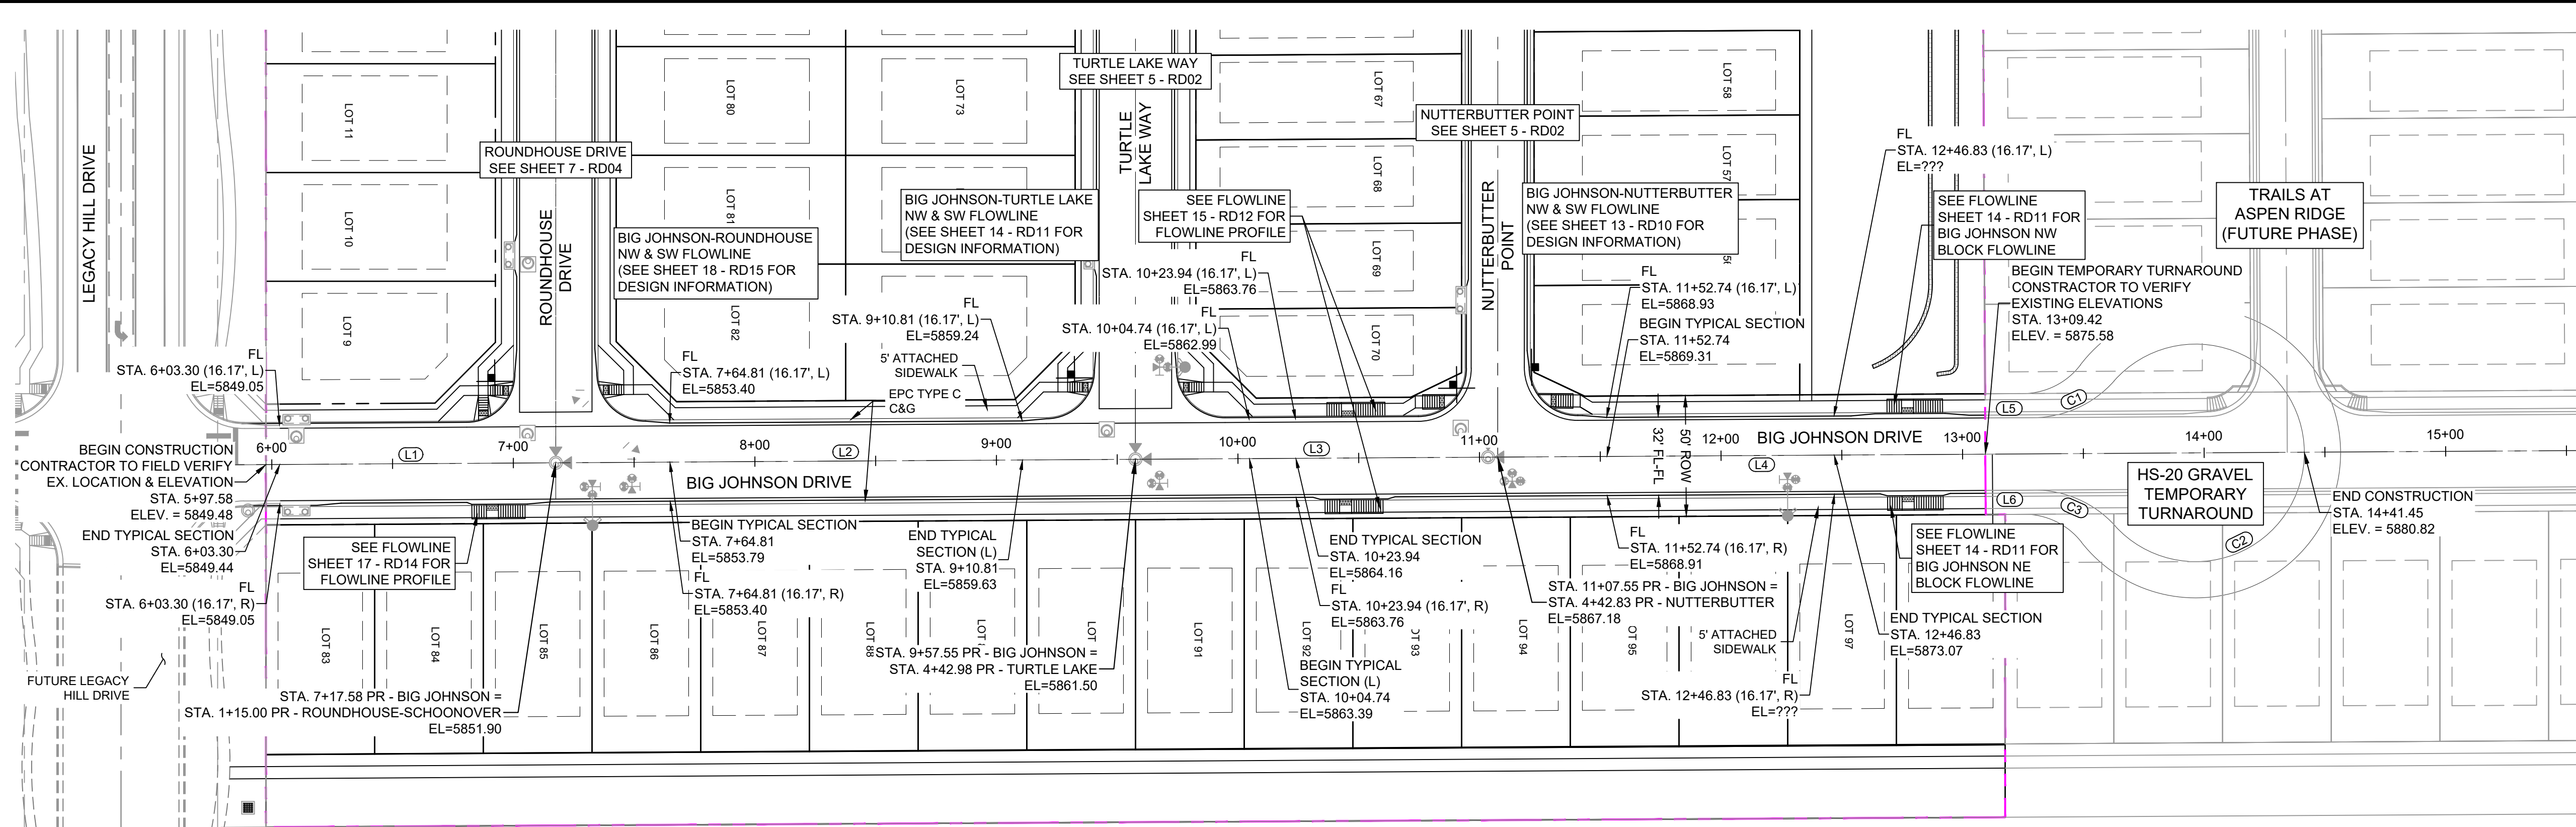 LEGACY HILL DRIVE
LOT 11
LOT 10
LOT 9
ROUNDHOUSE DRIVE
SEE SHEET 7 - RD04
ROUNDHOUSE
DRIVE
LOT 80
LOT 81
LOT 82
LOT 73
BIG JOHNSON-ROUNDHOUSE
NW & SW FLOWLINE
(SEE SHEET 18 - RD15 FOR
DESIGN INFORMATION)
TURTLE LAKE WAY
SEE SHEET 5 - RD02
TURTLE
LAKE WAY
BIG JOHNSON-TURTLE LAKE
NW & SW FLOWLINE
(SEE SHEET 14 - RD11 FOR
DESIGN INFORMATION)
SEE FLOWLINE
SHEET 15 - RD12 FOR
FLOWLINE PROFILE
LOT 67
LOT 68
LOT 69
LOT 70
NUTTERBUTTER POINT
SEE SHEET 5 - RD02
NUTTERBUTTER
POINT
BIG JOHNSON-NUTTERBUTTER
NW & SW FLOWLINE
(SEE SHEET 13 - RD10 FOR
DESIGN INFORMATION)
LOT 58
LOT 57
FL
STA. 12+46.83 (16.17', L)
EL=???
SEE FLOWLINE
SHEET 14 - RD11 FOR
BIG JOHNSON NW
BLOCK FLOWLINE
TRAILS AT
ASPEN RIDGE
(FUTURE PHASE)
BEGIN TEMPORARY TURNAROUND
CONTRACTOR TO VERIFY
EXISTING ELEVATIONS
STA. 13+09.42
ELEV. = 5875.58
FL
STA. 6+03.30 (16.17', L)
EL=5849.05
FL
STA. 7+64.81 (16.17', L)
EL=5853.40
FL
STA. 9+10.81 (16.17', L)
EL=5859.24
5' ATTACHED
SIDEWALK
EPC TYPE C
C&G
FL
STA. 10+23.94 (16.17', L)
EL=5863.76
FL
STA. 10+04.74 (16.17', L)
EL=5862.99
FL
STA. 11+52.74 (16.17', L)
EL=5868.93
BEGIN TYPICAL SECTION
STA. 11+52.74
EL=5869.31
L5
C1
6+00
7+00
8+00
9+00
10+00
11+00
12+00
13+00
14+00
15+00
L1
L2
L3
L4
32' FL-FL
50' ROW
BIG JOHNSON DRIVE
BIG JOHNSON DRIVE
BEGIN CONSTRUCTION
CONTRACTOR TO FIELD VERIFY
EX. LOCATION & ELEVATION
STA. 5+97.58
ELEV. = 5849.48
END TYPICAL SECTION
STA. 6+03.30
EL=5849.44
FL
STA. 6+03.30 (16.17', R)
EL=5849.05
SEE FLOWLINE
SHEET 17 - RD14 FOR
FLOWLINE PROFILE
BEGIN TYPICAL SECTION
STA. 7+64.81
EL=5853.79
FL
STA. 7+64.81 (16.17', R)
EL=5853.40
END TYPICAL
SECTION (L)
STA. 9+10.81
EL=5859.63
END TYPICAL SECTION
STA. 10+23.94
EL=5864.16
FL
STA. 10+23.94 (16.17', R)
EL=5863.76
FL
STA. 11+52.74 (16.17', R)
EL=5868.91
STA. 11+07.55 PR - BIG JOHNSON =
STA. 4+42.83 PR - NUTTERBUTTER
EL=5867.18
L6
C3
C2
HS-20 GRAVEL
TEMPORARY
TURNAROUND
END CONSTRUCTION
STA. 14+41.45
ELEV. = 5880.82
SEE FLOWLINE
SHEET 14 - RD11 FOR
BIG JOHNSON NE
BLOCK FLOWLINE
END TYPICAL SECTION
STA. 12+46.83
EL=5873.07
5' ATTACHED
SIDEWALK
FL
STA. 12+46.83 (16.17', R)
EL=???
BEGIN TYPICAL
SECTION (L)
STA. 10+04.74
EL=5863.39
STA. 9+57.55 PR - BIG JOHNSON =
STA. 4+42.98 PR - TURTLE LAKE
EL=5861.50
STA. 7+17.58 PR - BIG JOHNSON =
STA. 1+15.00 PR - ROUNDHOUSE-SCHOONOVER
EL=5851.90
FUTURE LEGACY
HILL DRIVE
LOT 83
LOT 84
LOT 85
LOT 86
LOT 87
LOT
LOT
LOT 91
LOT 92
OT 93
LOT 94
OT 95
LOT 97